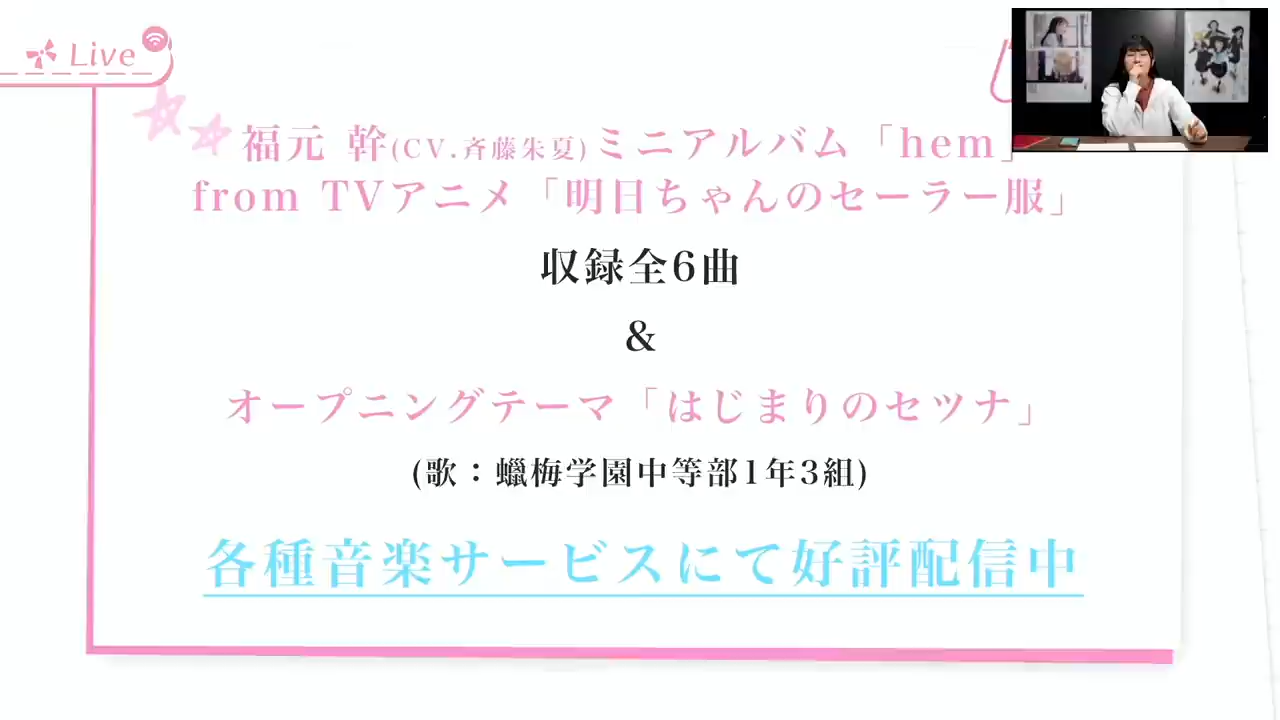 Live
福元 幹(CV.斉藤朱夏)ミニアルバム「hem」
from TVアニメ「明日ちゃんのセーラー服」
収録全6曲
&
オープニングテーマ「はじまりのセツナ」
(歌：蠟梅学園中等部1年3組)
各種音楽サービスにて好評配信中